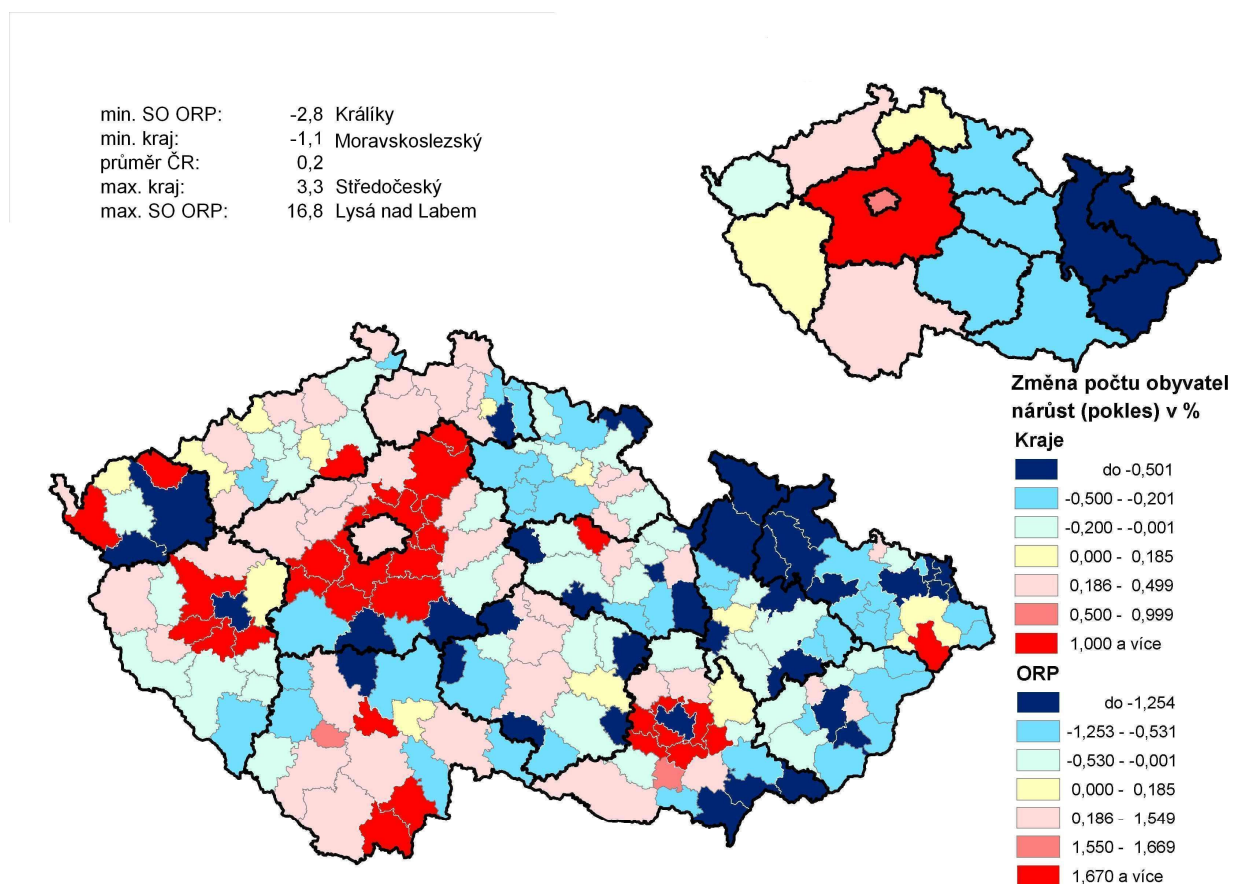 min. SO ORP: -2,8 Králíky
min. kraj: -1,1 Moravskoslezský
průměr ČR: 0,2
max. kraj: 3,3 Středočeský
max. SO ORP: 16,8 Lysá nad Labem
Změna počtu obyvatel
nárůst (pokles) v %
Kraje
do -0,501
-0,500 - -0,201
-0,200 - -0,001
0,000 - 0,185
0,186 - 0,499
0,500 - 0,999
1,000 a více
ORP
do -1,254
-1,253 - -0,531
-0,530 - -0,001
0,000 - 0,185
0,186 - 1,549
1,550 - 1,669
1,670 a více